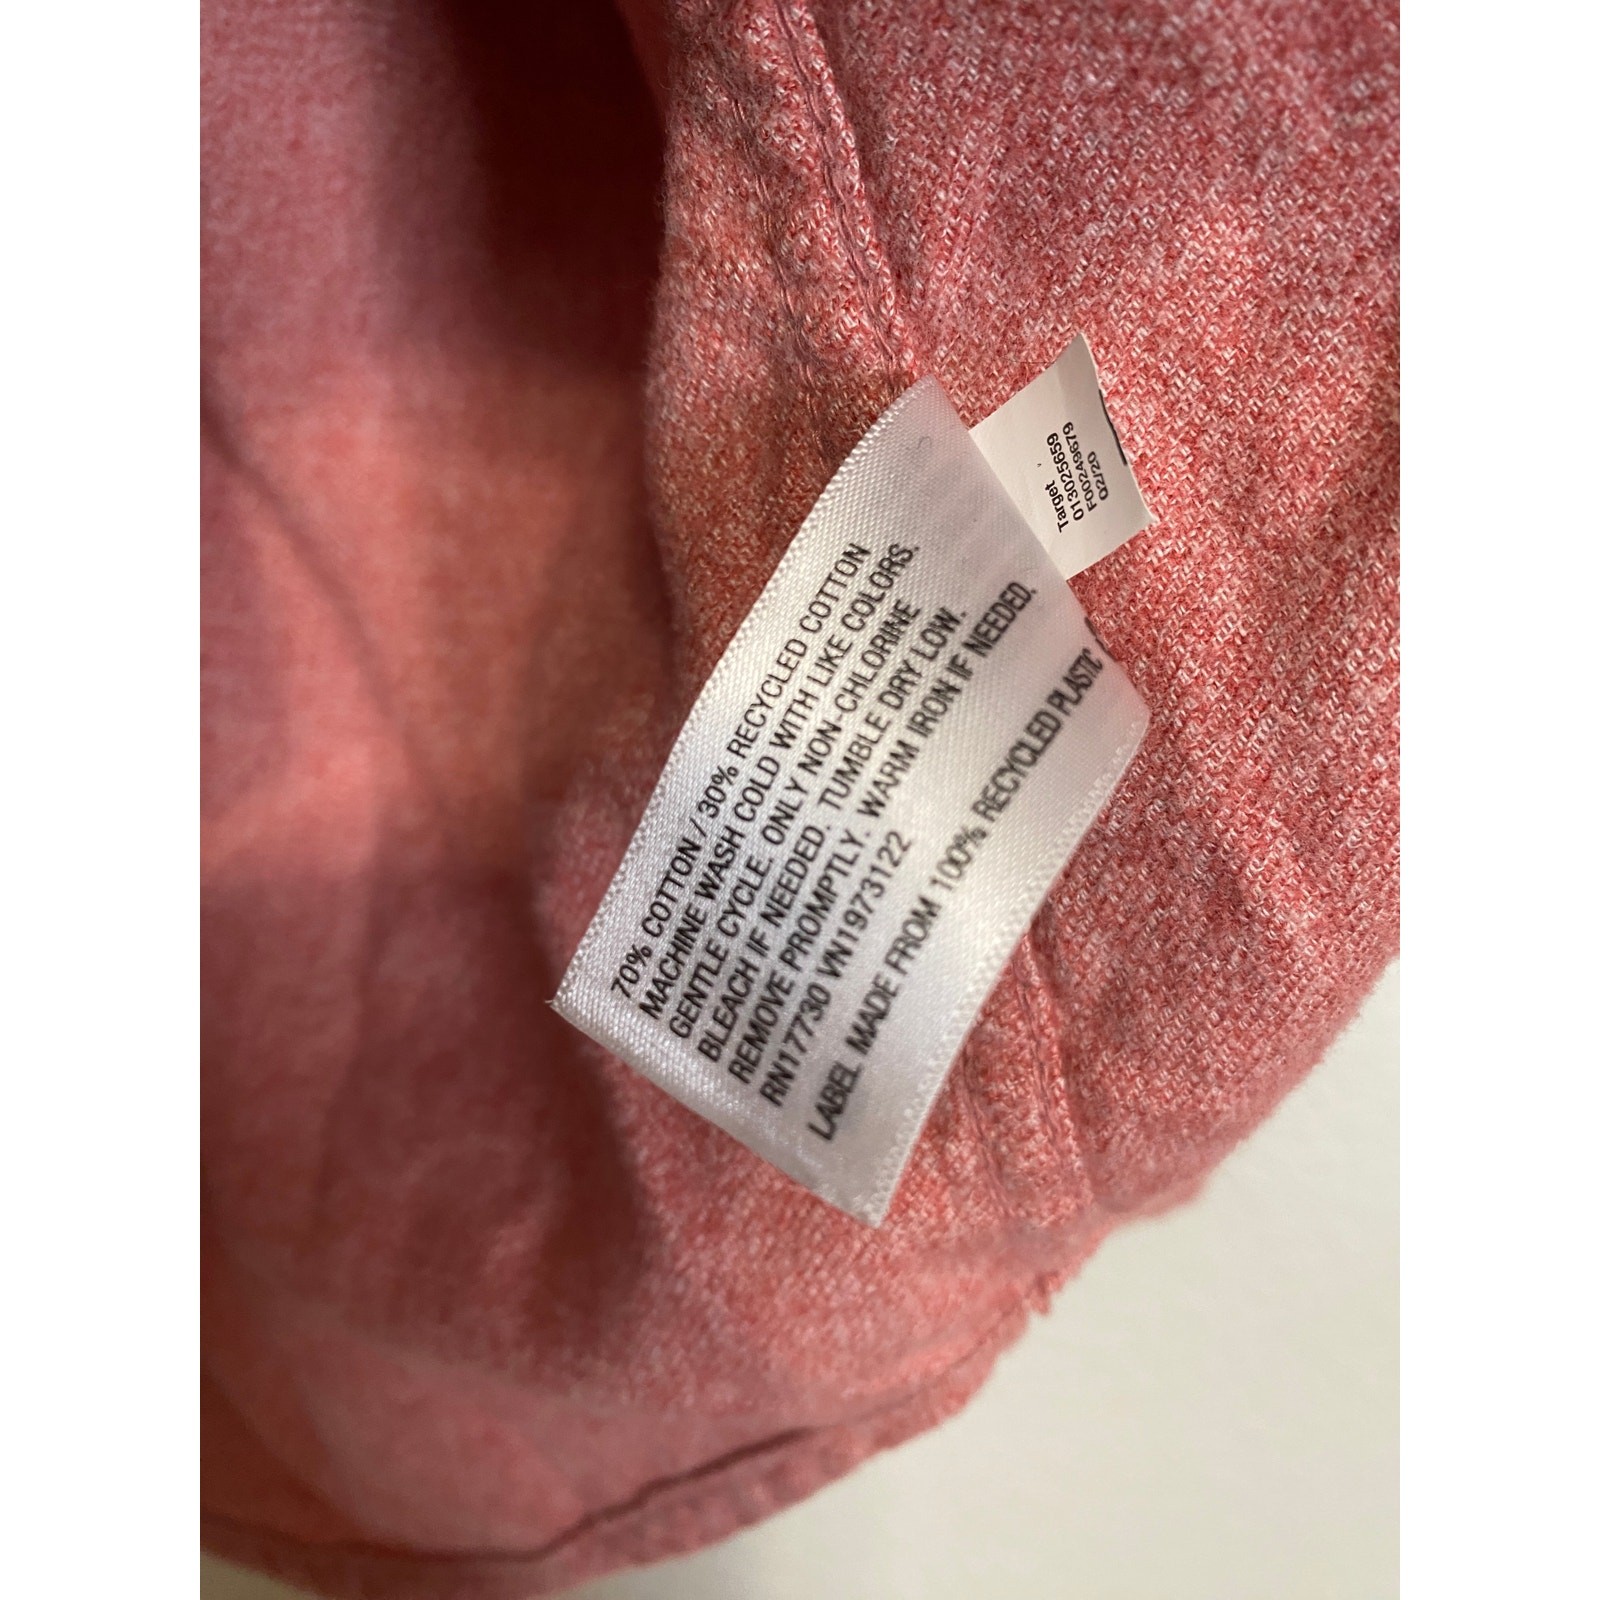 70% COTTON / 30% RECYCLED COTTON
MACHINE WASH COLD WITH LIKE COLORS.
GENTLE CYCLE. ONLY NON-CHLORINE
BLEACH IF NEEDED. TUMBLE DRY LOW.
REMOVE PROMPTLY. WARM IRON IF NEEDED.
RN17730 VN1973122
LABEL MADE FROM 100% RECYCLED PLASTIC
Target
013025659
F00249679
Q2/20